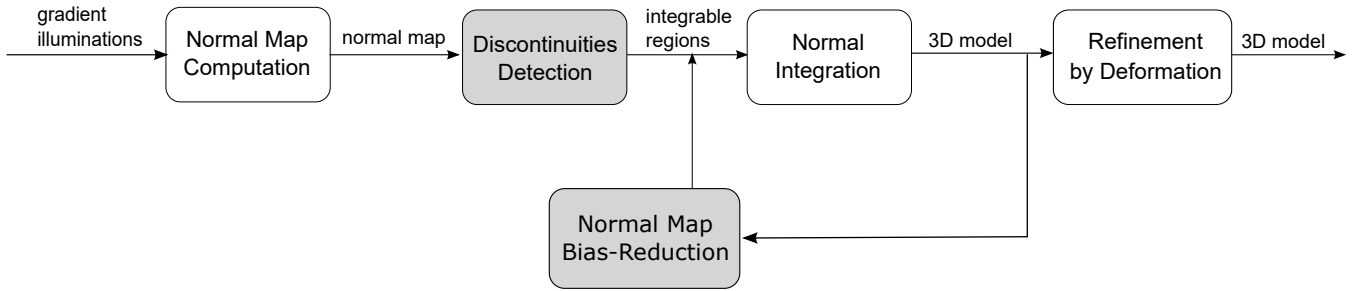 gradient
illuminations
Normal Map
Computation
normal map
Discontinuities
Detection
integrable
regions
Normal
Integration
3D model
Refinement
by Deformation
3D model
Normal Map
Bias-Reduction